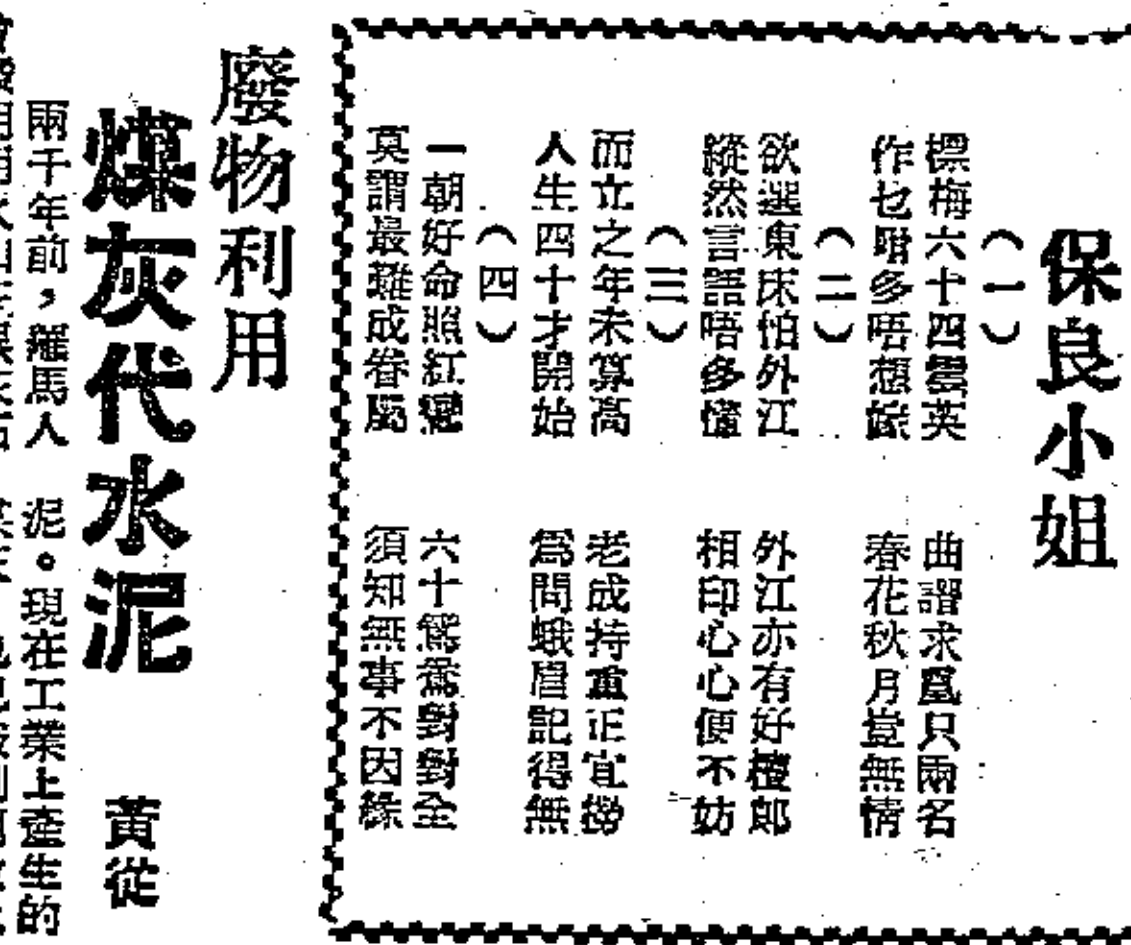 保良小姐
(一)
標梅六十四雲英 曲譜求凰只兩名
作乜咁多唔想嫁 春花秋月豈無情
(二)
欲選東床怕外江 外江亦有好檀郎
縱然言語唔多懂 相印心心便不妨
(三)
而立之年未算高 老成持重正宜撈
人生四十才開始 爲問蛾眉記得無
(四)
一朝好命照紅鸞 六十鴛鴦對對全
莫謂最難成眷屬 須知無事不因緣
廢物利用
煤灰代水泥
黃從
兩千年前，羅馬人
泥。現在工業上產生的